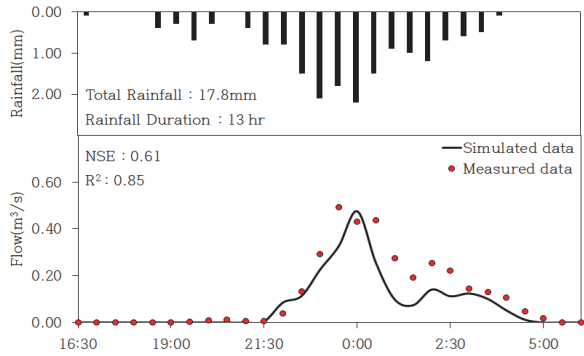 Rainfall(mm)
0.00
1.00
2.00
Total Rainfall : 17.8mm
Rainfall Duration : 13 hr
NSE : 0.61
R² : 0.85
Simulated data
Measured data
Flow(m³/s)
0.60
0.40
0.20
0.00
16:30 19:00 21:30 0:00 2:30 5:00